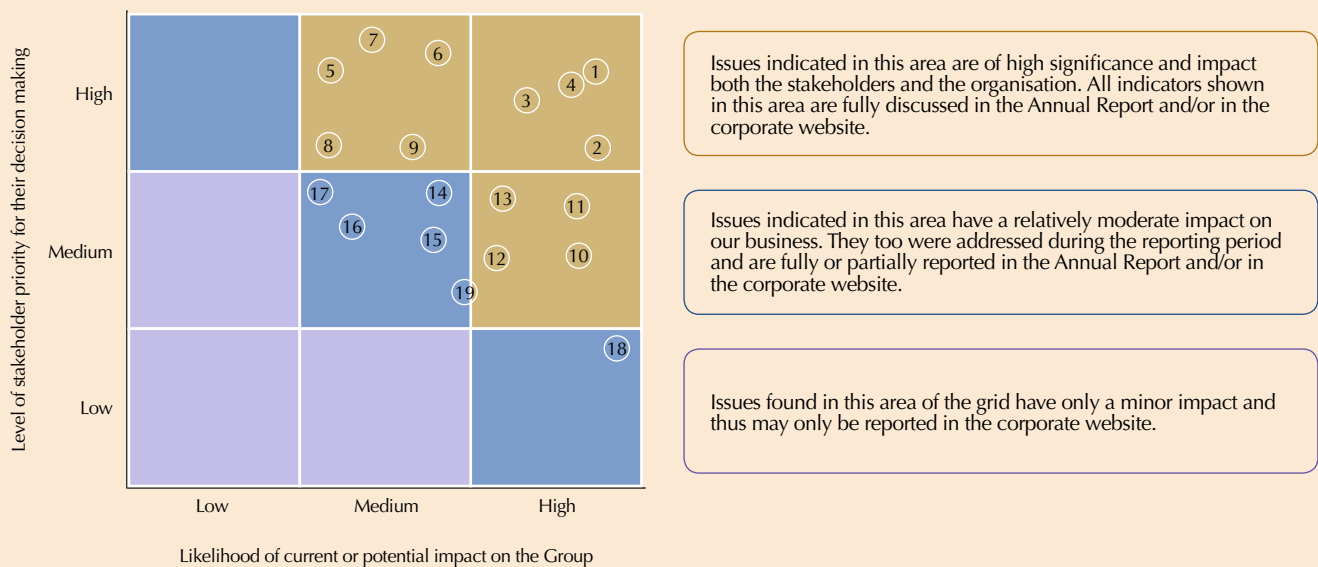 Level of stakeholder priority for their decision making
High
Medium
Low
7
6
5
1
4
3
8
9
2
17
14
13
11
16
15
12
10
19
18
Low
Medium
High
Likelihood of current or potential impact on the Group
Issues indicated in this area are of high significance and impact
both the stakeholders and the organisation. All indicators shown
in this area are fully discussed in the Annual Report and/or in the
corporate website.
Issues indicated in this area have a relatively moderate impact on
our business. They too were addressed during the reporting period
and are fully or partially reported in the Annual Report and/or in
the corporate website.
Issues found in this area of the grid have only a minor impact and
thus may only be reported in the corporate website.